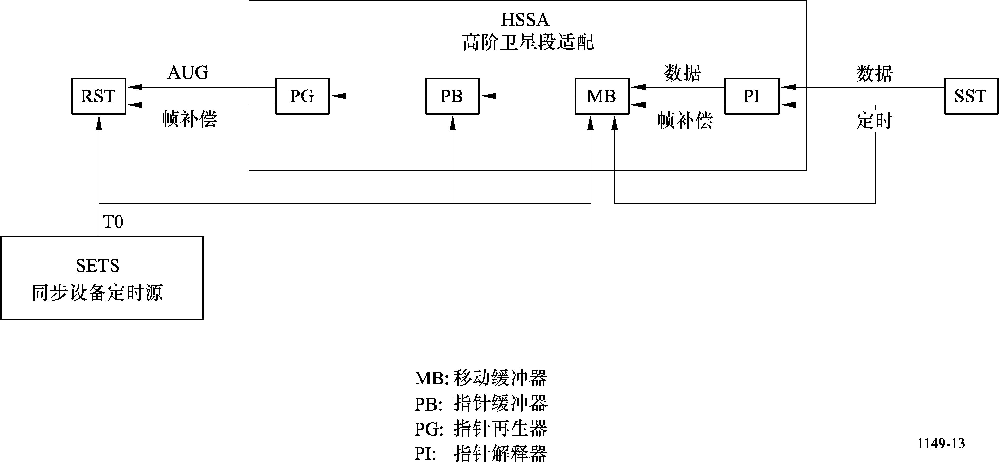 HSSA
高阶卫星段适配
AUG
数据
数据
RST
PG
PB
MB
PI
SST
帧补偿
帧补偿
定时
T0
SETS
同步设备定时源
MB: 移动缓冲器
PB: 指针缓冲器
PG: 指针再生器
PI: 指针解释器
1149-13